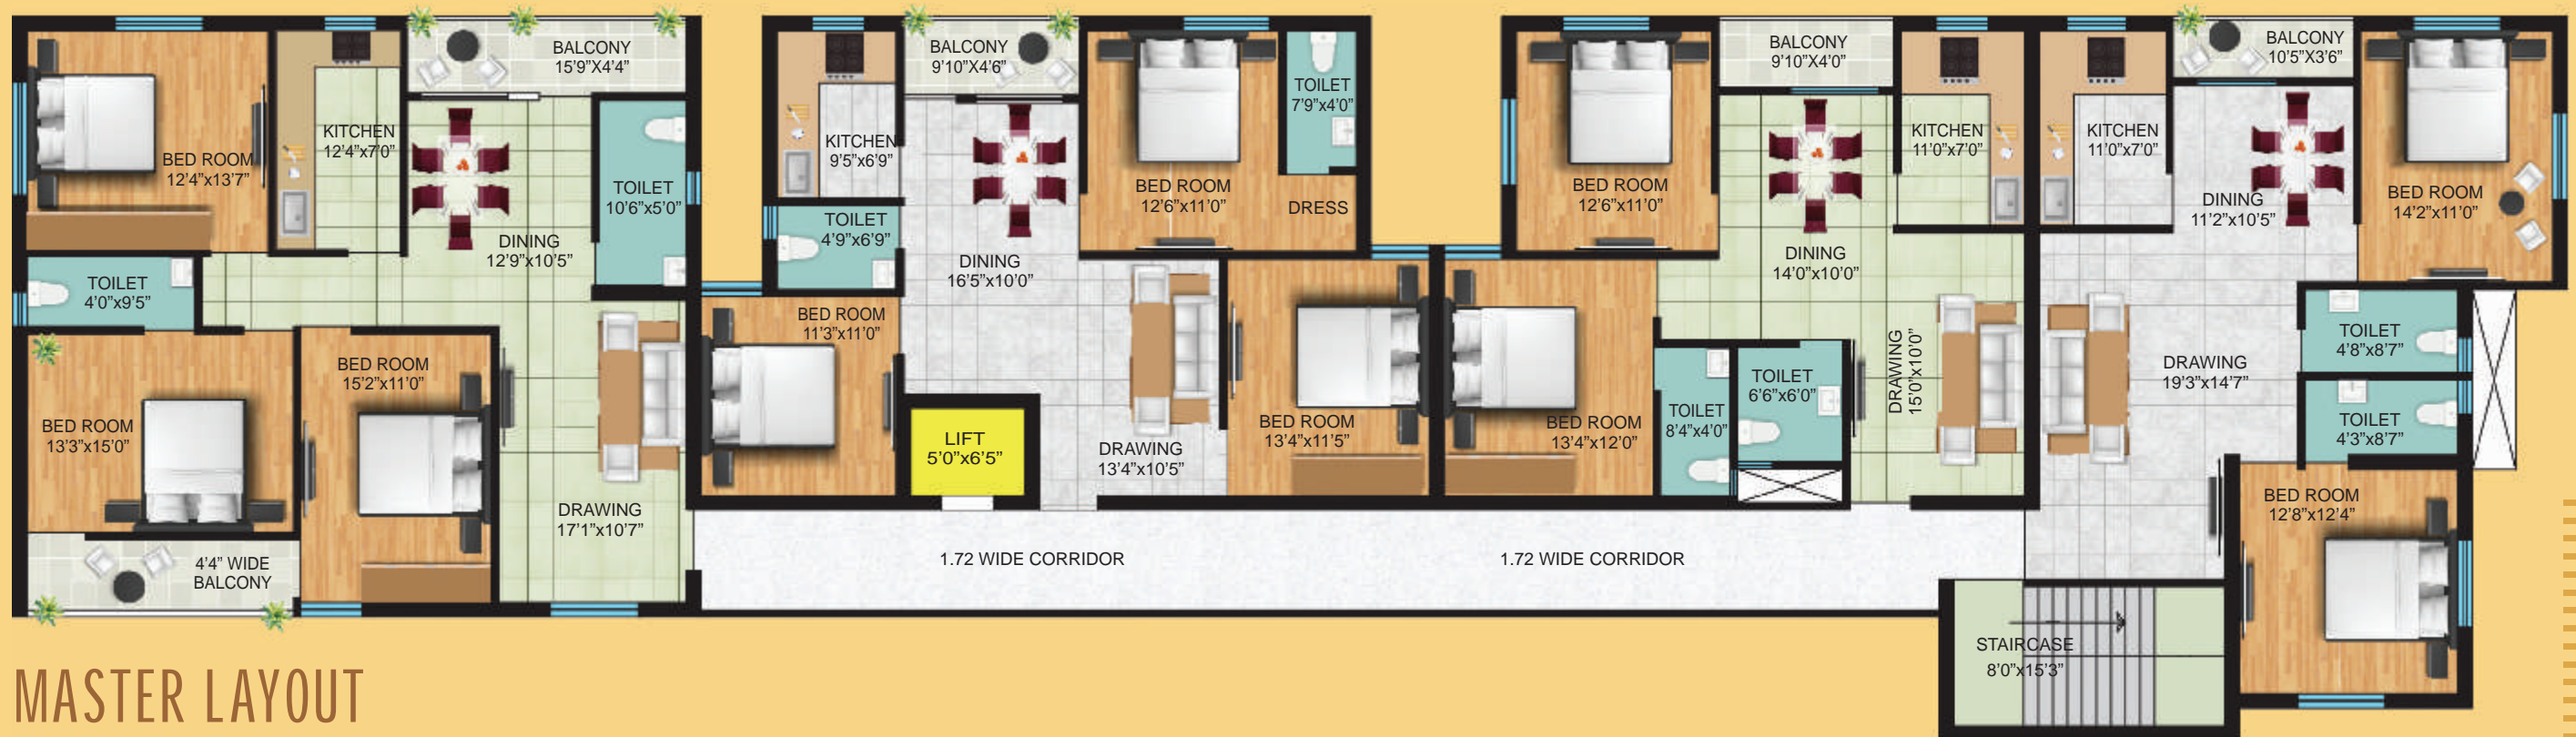 BED ROOM
12'4"x13'7"
KITCHEN
12'4"x7'0"
BALCONY
15'9"X4'4"
DINING
12'9"x10'5"
TOILET
10'6"x5'0"
TOILET
4'0"x9'5"
BED ROOM
13'3"x15'0"
BED ROOM
15'2"x11'0"
DRAWING
17'1"x10'7"
4'4" WIDE
BALCONY
KITCHEN
9'5"x6'9"
BALCONY
9'10"X4'6"
TOILET
4'9"x6'9"
DINING
16'5"x10'0"
BED ROOM
12'6"x11'0"
TOILET
7'9"x4'0"
DRESS
BED ROOM
11'3"x11'0"
LIFT
5'0"x6'5"
DRAWING
13'4"x10'5"
BED ROOM
13'4"x11'5"
BED ROOM
12'6"x11'0"
BALCONY
9'10"X4'0"
KITCHEN
11'0"x7'0"
DINING
14'0"x10'0"
BED ROOM
13'4"x12'0"
TOILET
8'4"x4'0"
TOILET
6'6"x6'0"
DRAWING
15'0"x10'0"
KITCHEN
11'0"x7'0"
BALCONY
10'5"X3'6"
DINING
11'2"x10'5"
BED ROOM
14'2"x11'0"
TOILET
4'8"x8'7"
TOILET
4'3"x8'7"
DRAWING
19'3"x14'7"
BED ROOM
12'8"x12'4"
1.72 WIDE CORRIDOR
1.72 WIDE CORRIDOR
STAIRCASE
8'0"x15'3"
MASTER LAYOUT